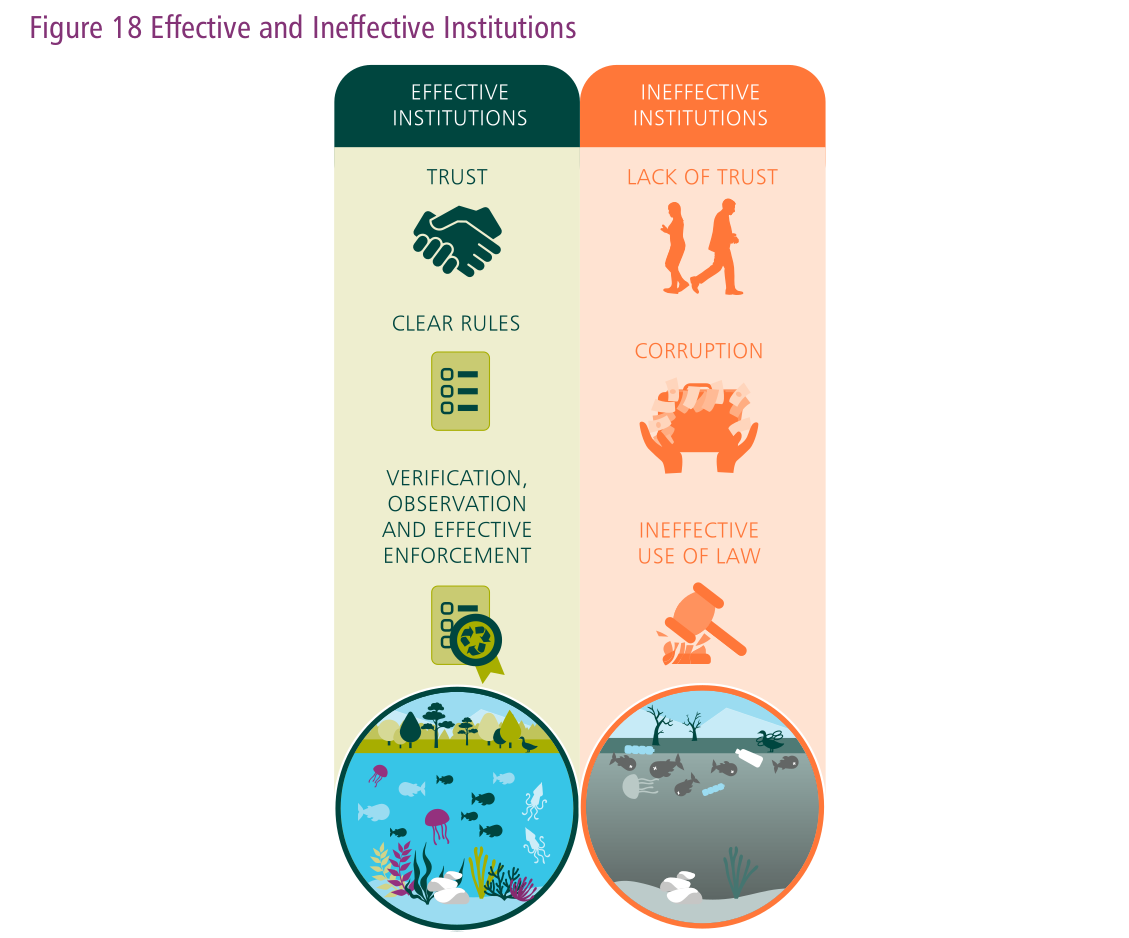 Figure 18 Effective and Ineffective Institutions
EFFECTIVE
INSTITUTIONS
TRUST
CLEAR RULES
VERIFICATION,
OBSERVATION
AND EFFECTIVE
ENFORCEMENT
INEFFECTIVE
INSTITUTIONS
LACK OF TRUST
CORRUPTION
INEFFECTIVE
USE OF LAW